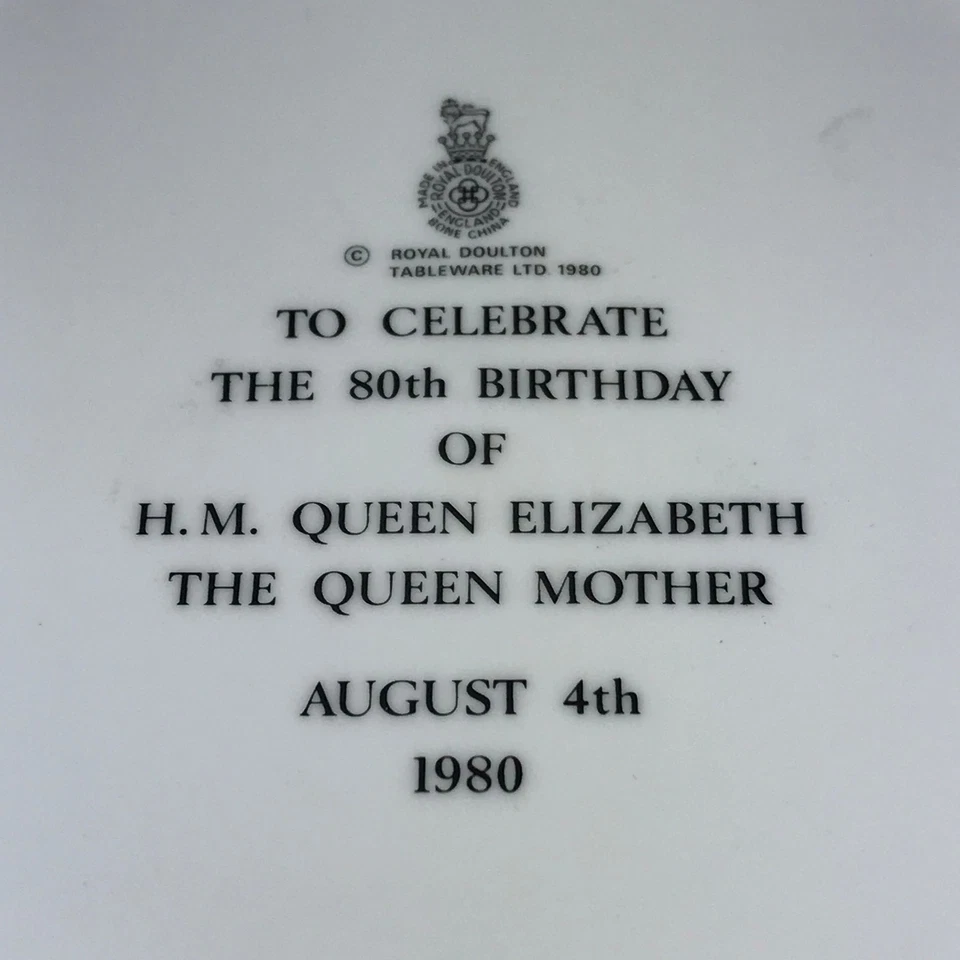 MADE IN ENGLAND
ROYAL DOULTON
ENGLAND
BONE CHINA
© ROYAL DOULTON
TABLEWARE LTD. 1980
TO CELEBRATE
THE 80th BIRTHDAY
OF
H.M. QUEEN ELIZABETH
THE QUEEN MOTHER
AUGUST 4th
1980